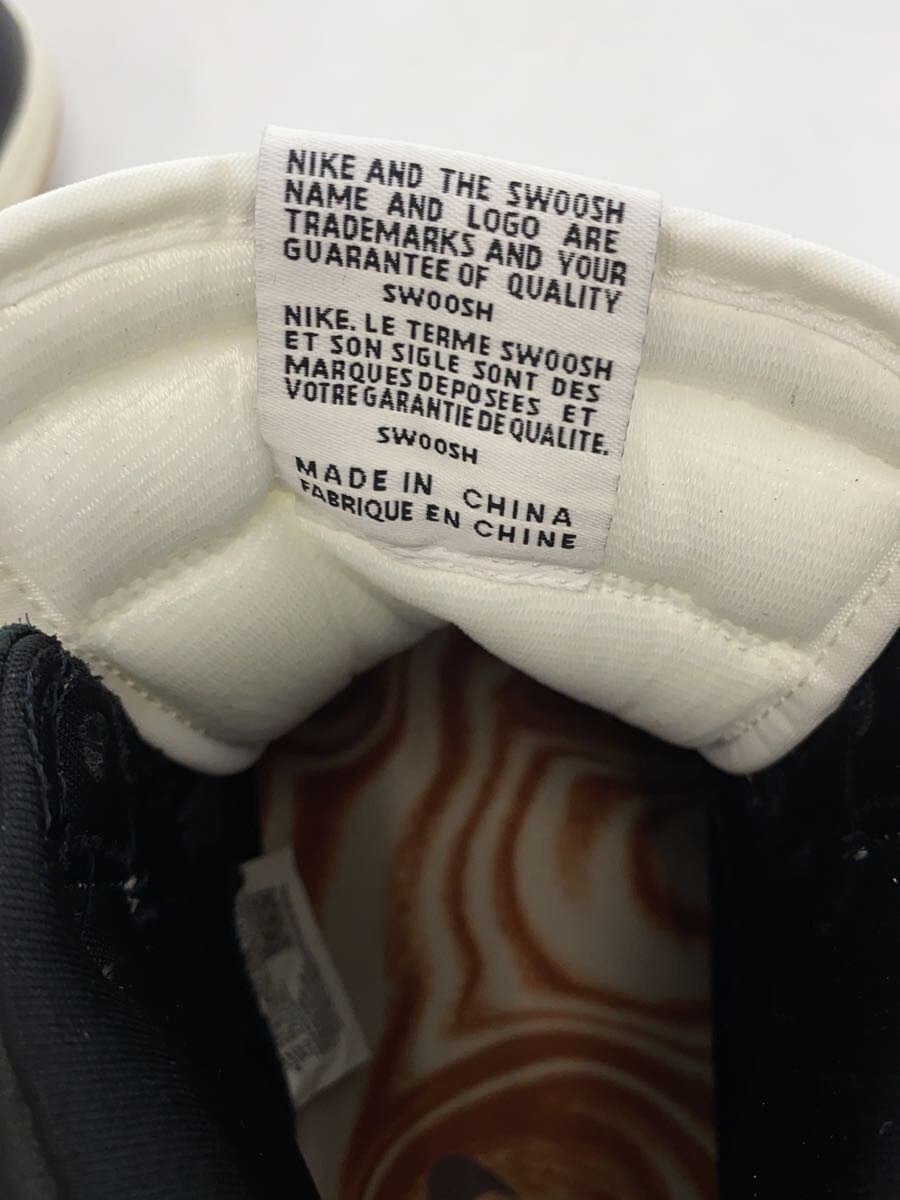 NIKE AND THE SWOOSH
NAME AND LOGO ARE
TRADEMARKS AND YOUR
GUARANTEE OF QUALITY
SWOOSH
NIKE. LE TERME SWOOSH
ET SON SIGLE SONT DES
MARQUES DEPOSEES ET
VOTRE GARANTIE DE QUALITE.
SWOOSH
MADE IN CHINA
FABRIQUE EN CHINE